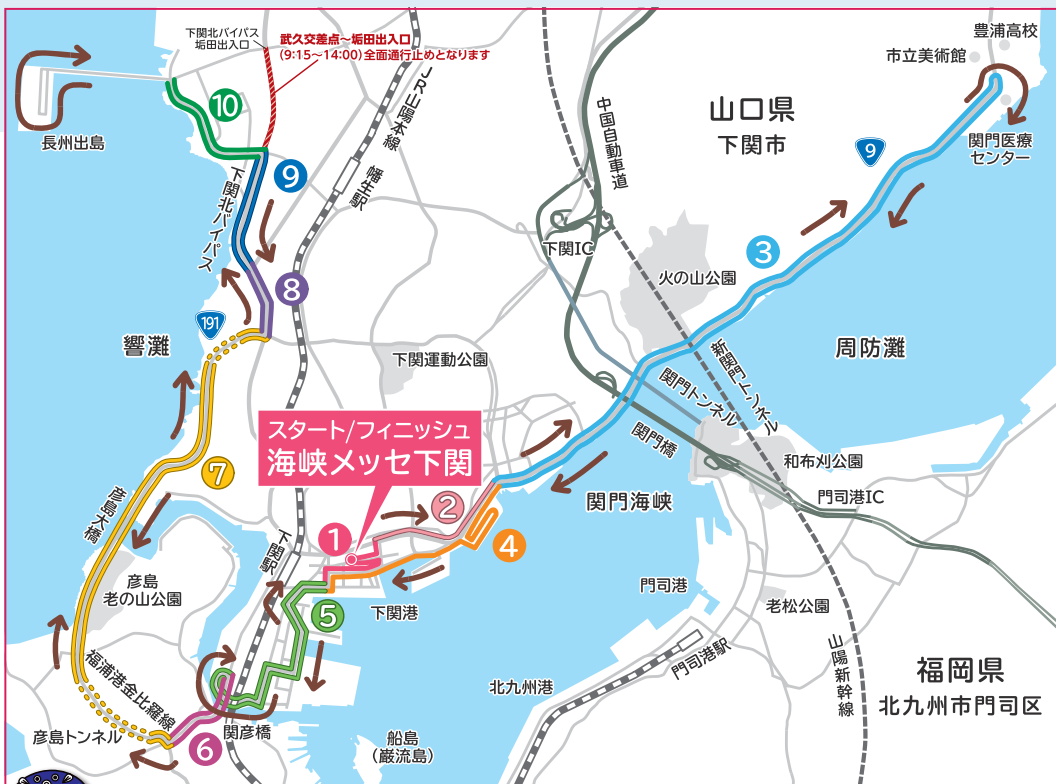 下関北バイパス
垢田出入口
武久交差点～垢田出入口
(9:15～14:00)全面通行止めとなります
豊浦高校
市立美術館
長州出島
10
JR山陽本線
幡生駅
中国自動車道
山口県
下関市
9
関門医療
センター
9
下関北バイパス
下関IC
3
火の山公園
8
191
響灘
下関運動公園
周防灘
新関門トンネル
関門トンネル
関門橋
スタート/フィニッシュ
海峡メッセ下関
和布刈公園
7
彦島大橋
2
関門海峡
門司港IC
1
4
下関駅
彦島
老の山公園
5
下関港
門司港
老松公園
福浦港金比羅線
門司港駅
山陽新幹線
福岡県
北九州市門司区
北九州港
彦島トンネル
6
関彦橋
船島
(巌流島)